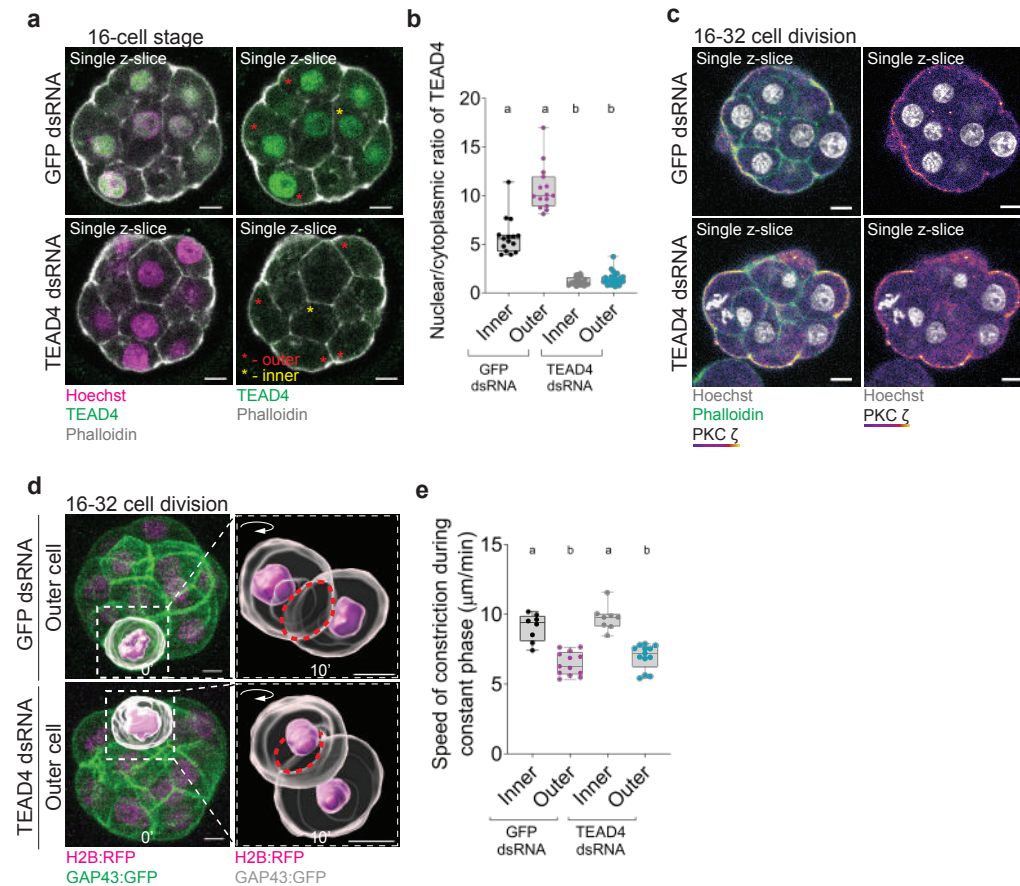 a
16-cell stage
GFP dsRNA
Single z-slice
Single z-slice
*
*
*
*
TEAD4 dsRNA
Single z-slice
Single z-slice
*
*
*
* *
* - outer
* - inner
Hoechst
TEAD4
Phalloidin
TEAD4
Phalloidin
b
Nuclear/cytoplasmic ratio of TEAD4
20
15
10
5
0
a a b b
Inner
Outer
Inner
Outer
GFP
dsRNA
TEAD4
dsRNA
c
16-32 cell division
GFP dsRNA
Single z-slice
TEAD4 dsRNA
Single z-slice
Single z-slice
Hoechst
Phalloidin
PKC ζ
Hoechst
PKC ζ
d
16-32 cell division
GFP dsRNA
Outer cell
0'
10'
TEAD4 dsRNA
Outer cell
0'
10'
H2B:RFP
GAP43:GFP
H2B:RFP
GAP43:GFP
e
Speed of constriction during
constant phase (μm/min)
15
10
5
0
a b a b
Inner
Outer
Inner
Outer
GFP
dsRNA
TEAD4
dsRNA